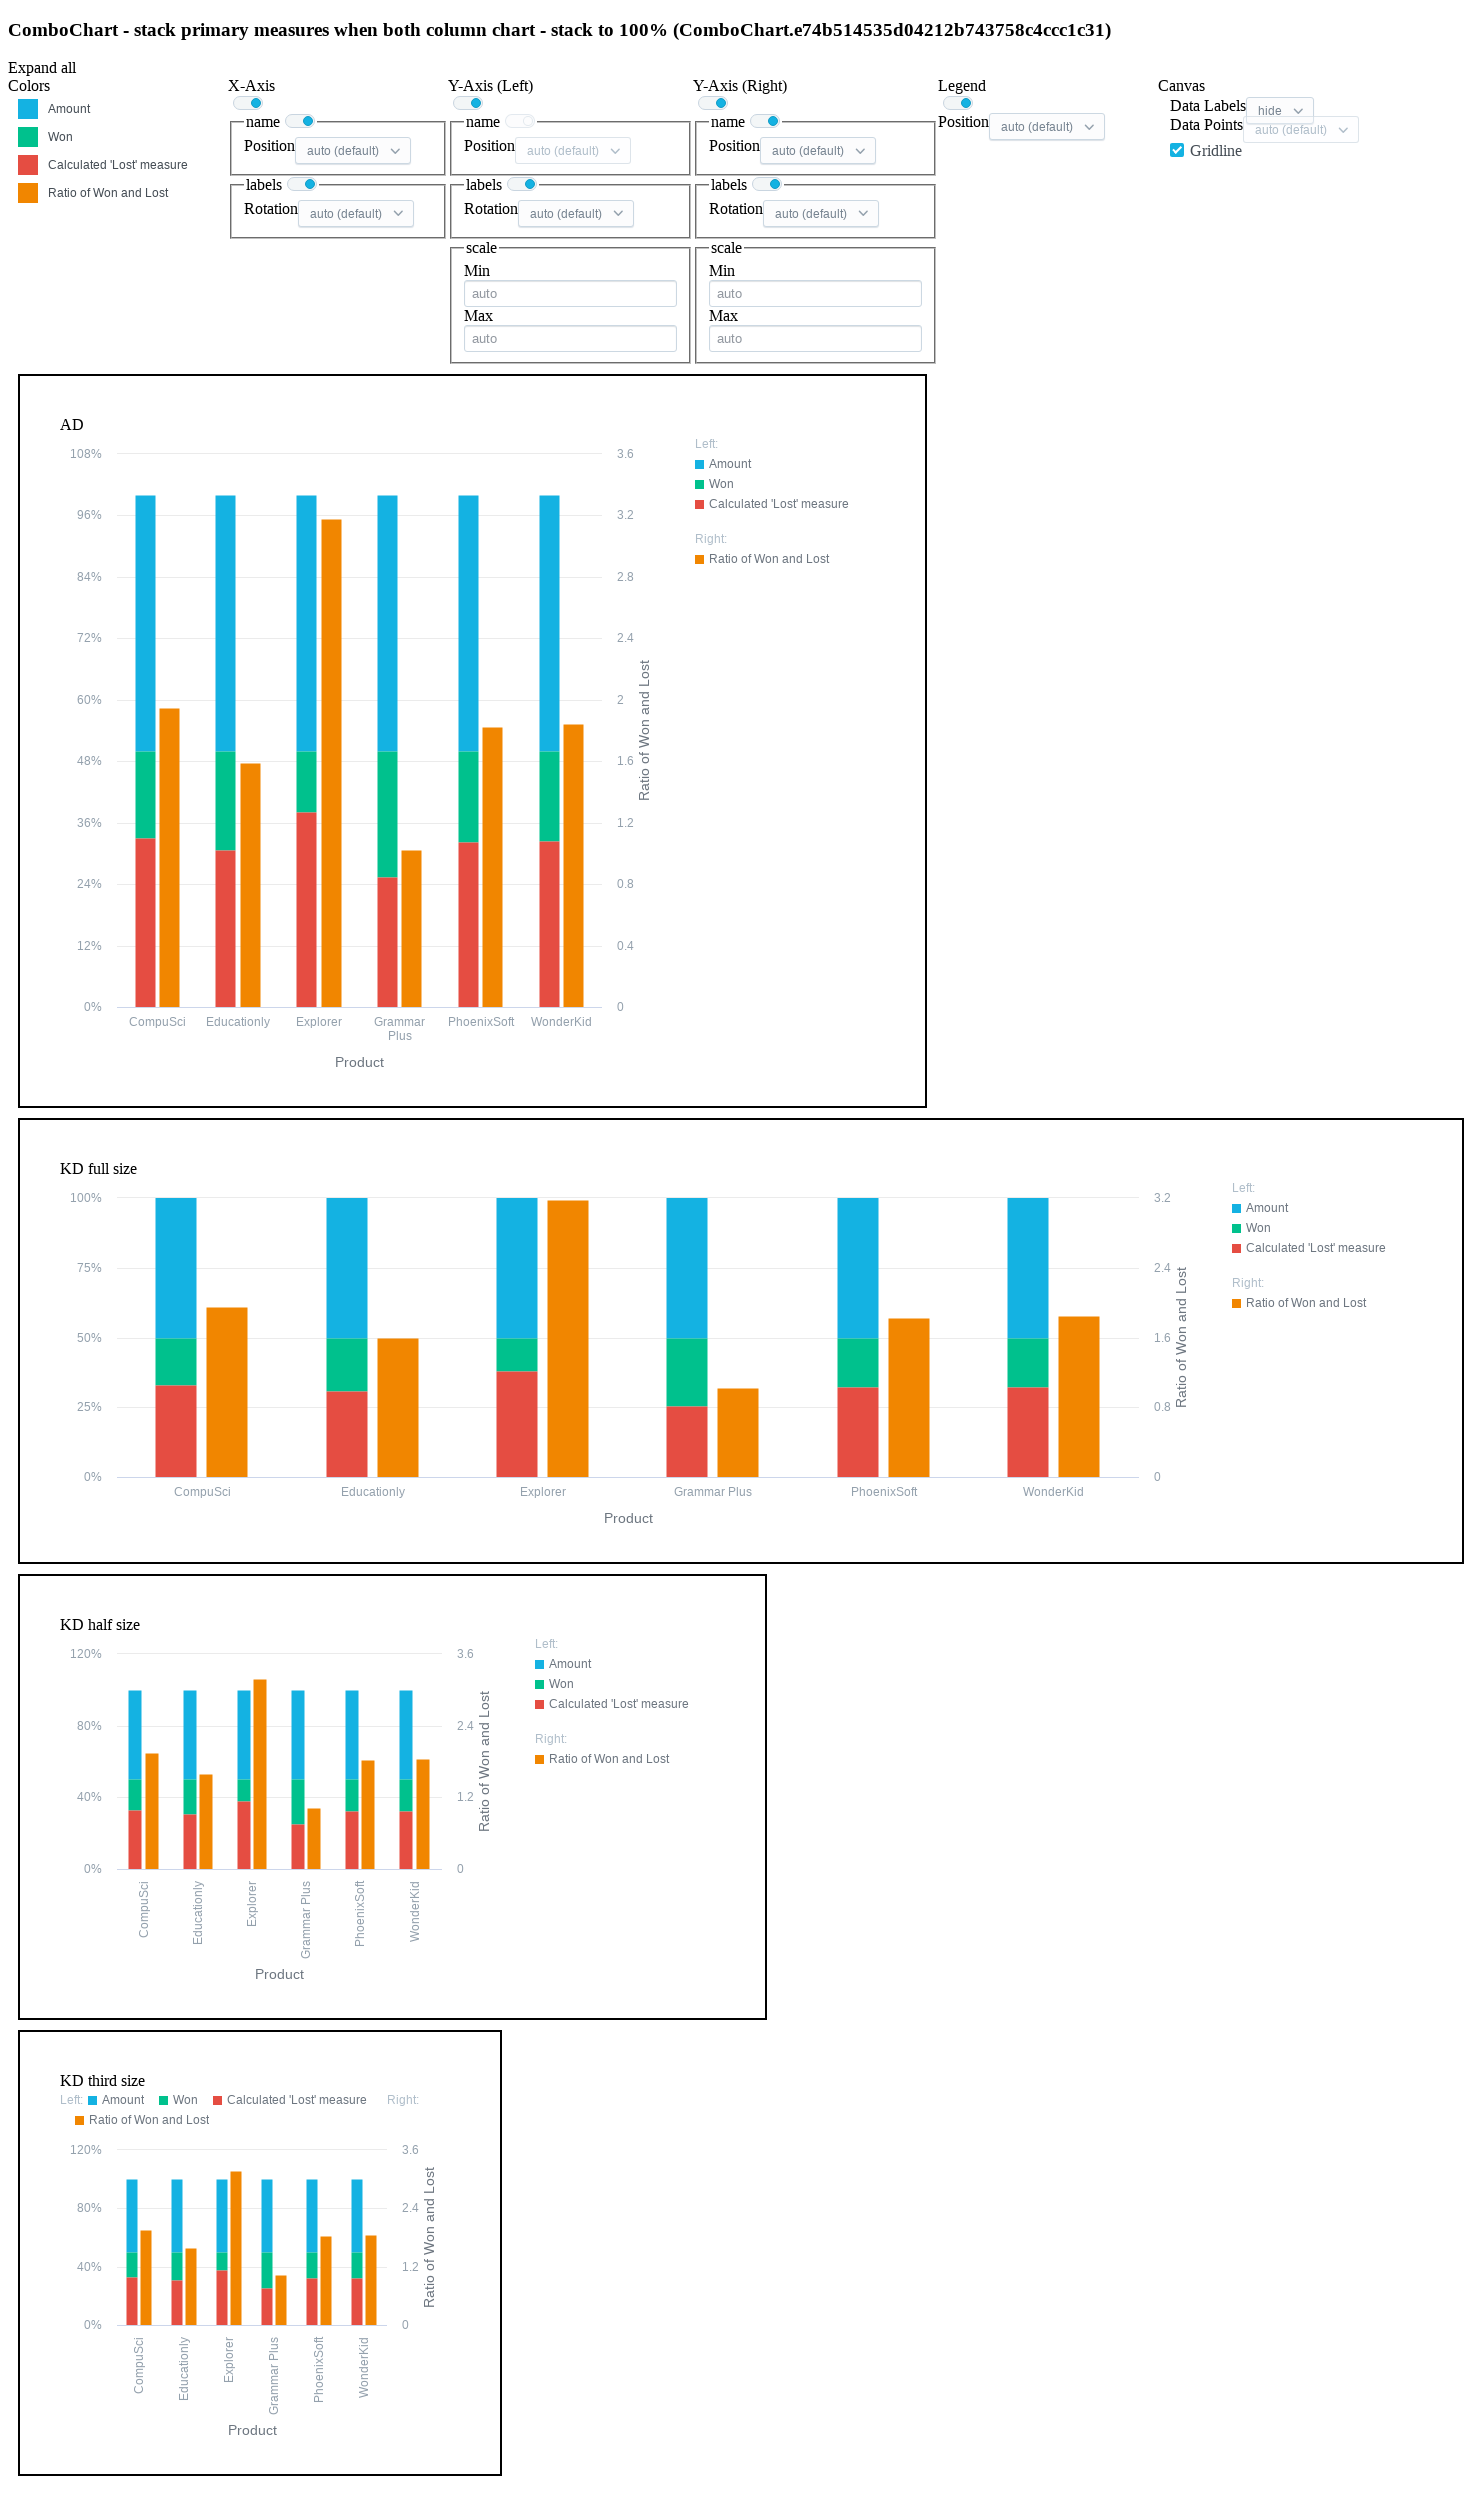 ComboChart - stack primary measures when both column chart - stack to 100% (ComboChart.e74b514535d04212b743758c4ccc1c31)
Expand all
Colors
Amount
Won
Calculated 'Lost' measure
Ratio of Won and Lost
X-Axis
name
Position auto (default)
labels
Rotation auto (default)
Y-Axis (Left)
name
Position auto (default)
labels
Rotation auto (default)
scale
Min
auto
Max
auto
Y-Axis (Right)
name
Position auto (default)
labels
Rotation auto (default)
scale
Min
auto
Max
auto
Legend
Position auto (default)
Canvas
Data Labels hide
Data Points auto (default)
Gridline
AD
108%
96%
84%
72%
60%
48%
36%
24%
12%
0%
3.6
3.2
2.8
2.4
2
1.6
1.2
0.8
0.4
0
Ratio of Won and Lost
CompuSci Educationly Explorer Grammar Plus PhoenixSoft WonderKid
Product
Left:
Amount
Won
Calculated 'Lost' measure
Right:
Ratio of Won and Lost
KD full size
100%
75%
50%
25%
0%
3.2
2.4
1.6
0.8
0
Ratio of Won and Lost
CompuSci Educationly Explorer Grammar Plus PhoenixSoft WonderKid
Product
Left:
Amount
Won
Calculated 'Lost' measure
Right:
Ratio of Won and Lost
KD half size
120%
80%
40%
0%
3.6
2.4
1.2
0
Ratio of Won and Lost
CompuSci
Educationly
Explorer
Grammar Plus
PhoenixSoft
WonderKid
Product
Left:
Amount
Won
Calculated 'Lost' measure
Right:
Ratio of Won and Lost
KD third size
Left: Amount Won Calculated 'Lost' measure Right:
Ratio of Won and Lost
120%
80%
40%
0%
3.6
2.4
1.2
0
Ratio of Won and Lost
CompuSci
Educationly
Explorer
Grammar Plus
PhoenixSoft
WonderKid
Product